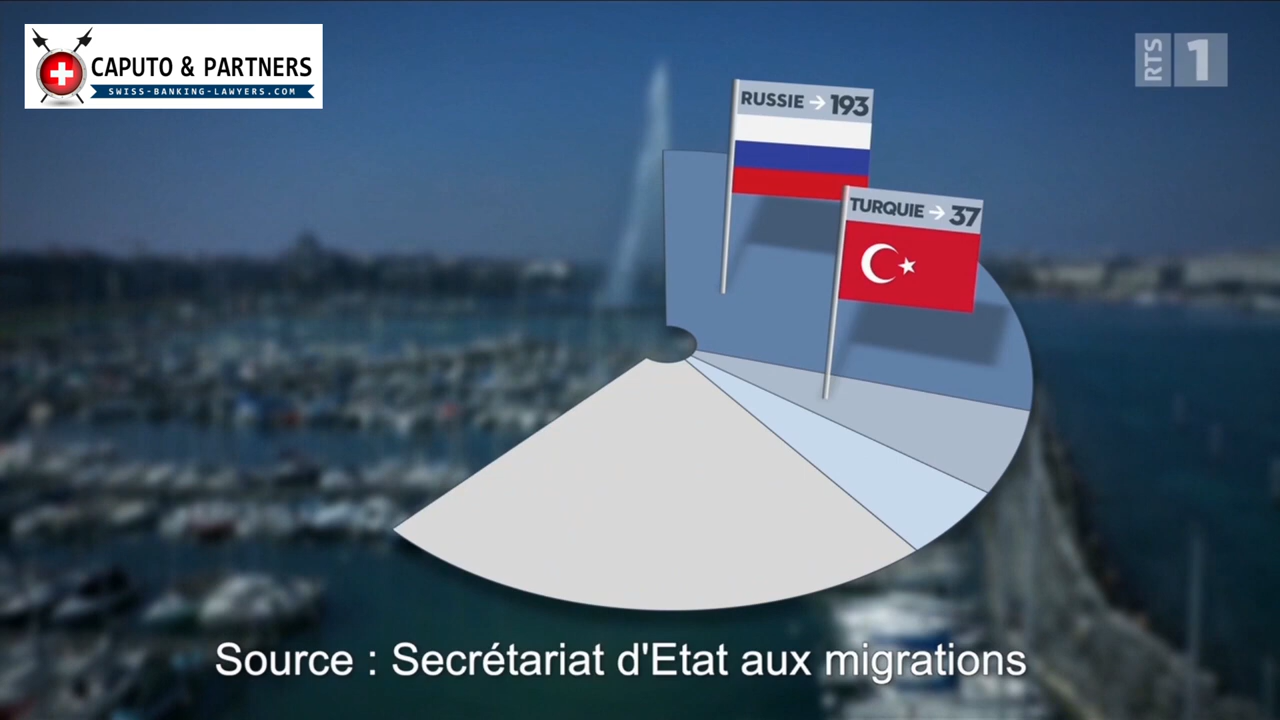 CAPUTO & PARTNERS
SWISS-BANKING-LAWYERS.COM
RTS 1
RUSSIE → 193
TURQUIE → 37
Source : Secrétariat d'Etat aux migrations